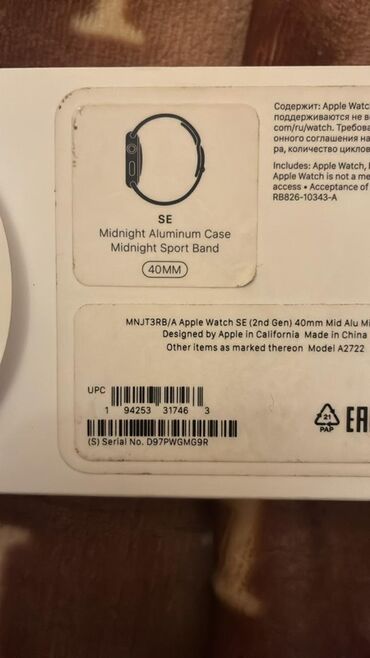 SE
Midnight Aluminum Case
Midnight Sport Band
40MM
Содержит: Apple Watc
поддерживаются не в
com/ru/watch. Требова
онного соглашения на
ра, количество циклов
Includes: Apple Watch,
Apple Watch is not a me
access • Acceptance of
RB826-10343-A
MNJT3RB/A Apple Watch SE (2nd Gen) 40mm Mid Alu Mi
Designed by Apple in California Made in China
Other items as marked thereon Model A2722
UPC
1 94253 31746 3
(S) Serial No. D97PWGMG9R
21
PAP
EAC